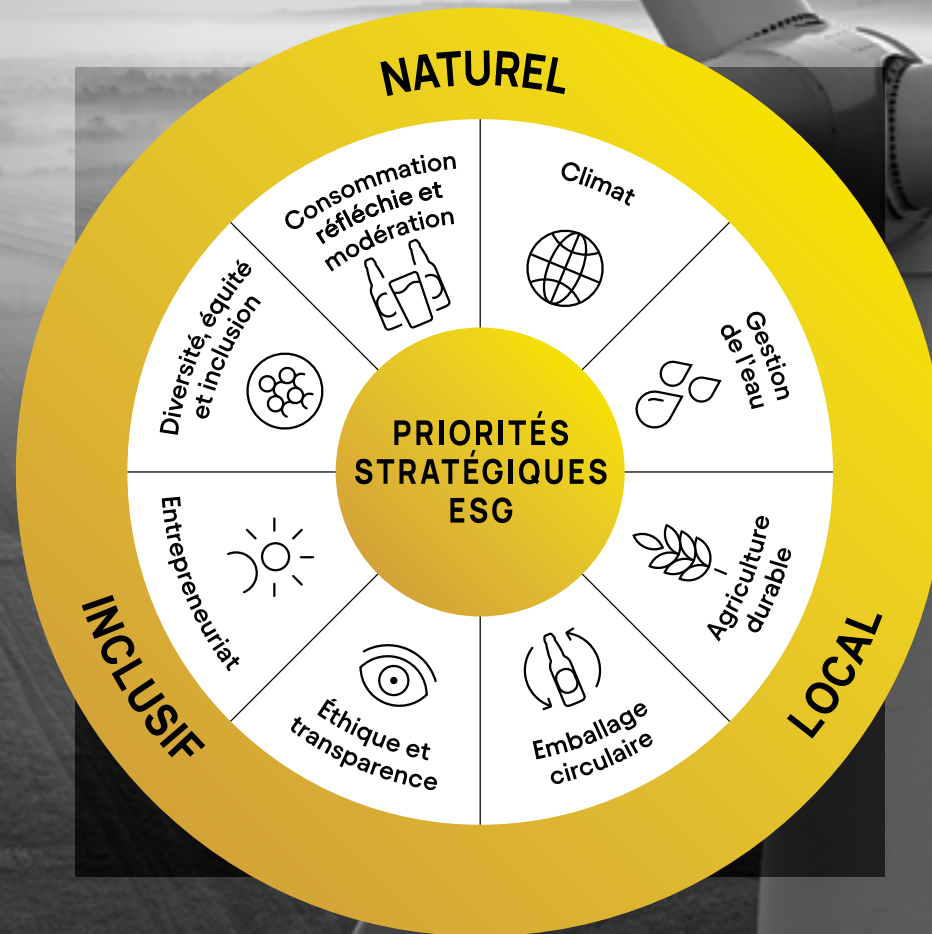 NATUREL
Consommation
réfléchie et
modération
Climat
Diversité, équité
et inclusion
Gestion
de l'eau
PRIORITÉS
STRATÉGIQUES
ESG
Entrepreneuriat
Agriculture
durable
Éthique et
transparence
Emballage
circulaire
INCLUSIF
LOCAL